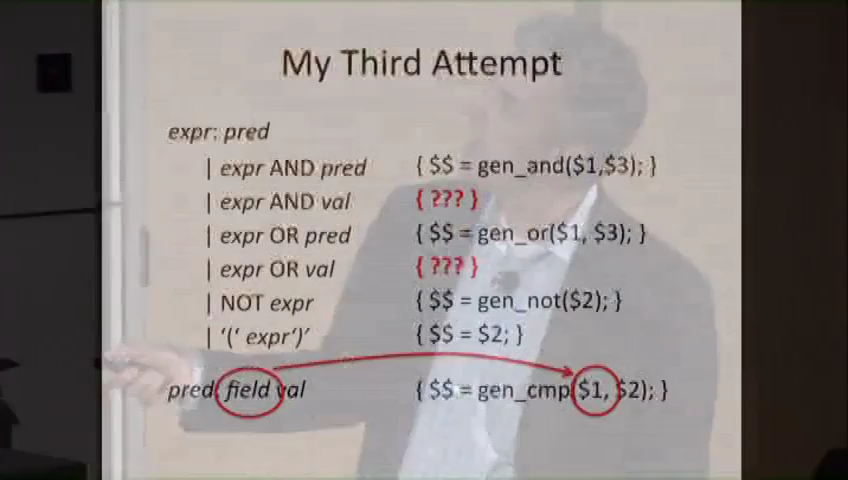 My Third Attempt
expr: pred
| expr AND pred { $$ = gen_and($1,$3); }
| expr AND val { ??? }
| expr OR pred { $$ = gen_or($1, $3); }
| expr OR val { ??? }
| NOT expr { $$ = gen_not($2); }
| '(' expr')' { $$ = $2; }
pred: field val { $$ = gen_cmp($1, $2); }